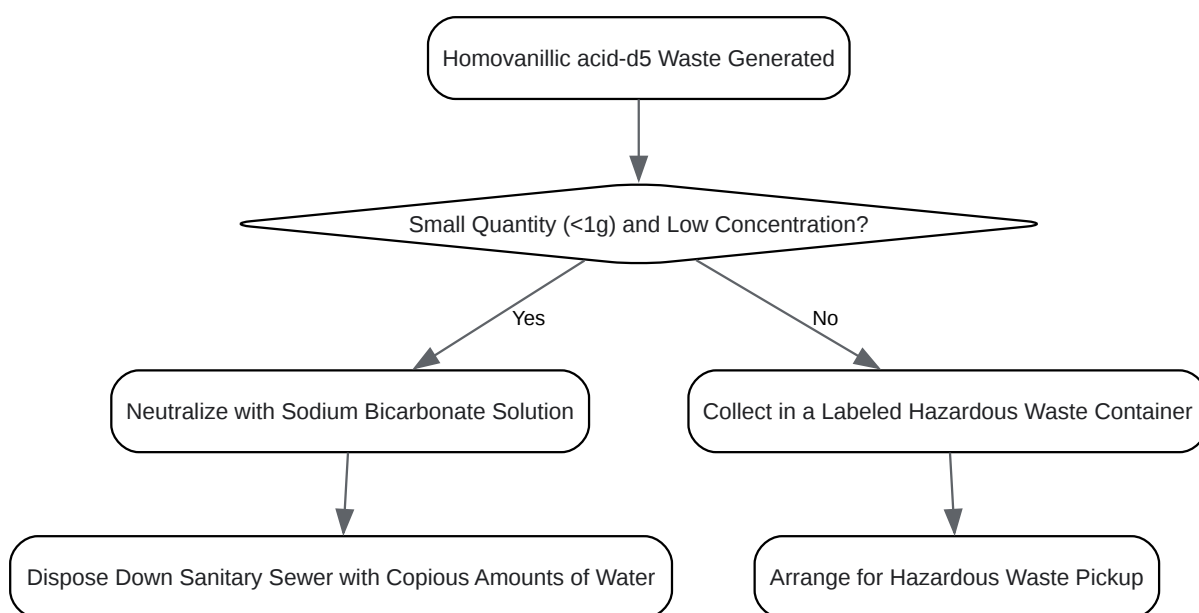 Homovanillic acid-d5 Waste Generated
Small Quantity (<1g) and Low Concentration?
Yes
No
Neutralize with Sodium Bicarbonate Solution
Collect in a Labeled Hazardous Waste Container
Dispose Down Sanitary Sewer with Copious Amounts of Water
Arrange for Hazardous Waste Pickup